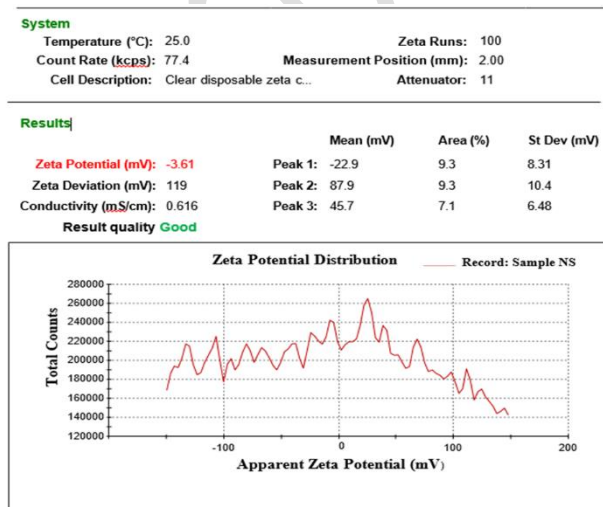 System
Temperature (°C): 25.0 Zeta Runs: 100
Count Rate (kcps): 77.4 Measurement Position (mm): 2.00
Cell Description: Clear disposable zeta c... Attenuator: 11
Results
Mean (mV) Area (%) St Dev (mV)
Zeta Potential (mV): -3.61 Peak 1: -22.9 9.3 8.31
Zeta Deviation (mV): 119 Peak 2: 87.9 9.3 10.4
Conductivity (mS/cm): 0.616 Peak 3: 45.7 7.1 6.48
Result quality Good
Zeta Potential Distribution Record: Sample NS
Total Counts
280000
260000
240000
220000
200000
180000
160000
140000
120000
-100 0 100 200
Apparent Zeta Potential (mV)